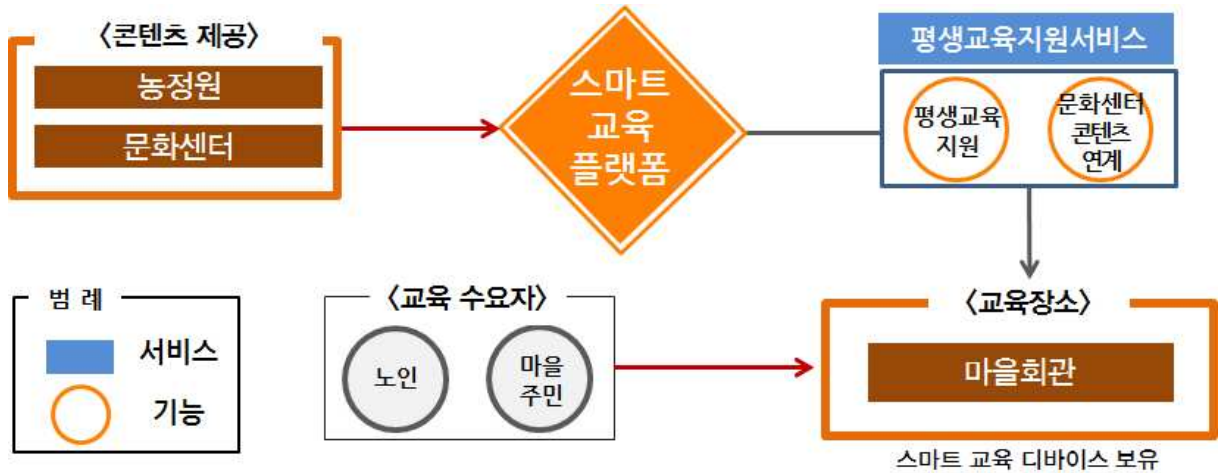 〈콘텐츠 제공〉
농정원
문화센터
스마트
교육
플랫폼
평생교육지원서비스
평생교육
지원
문화센터
콘텐츠
연계
범 례
서비스
기능
〈교육 수요자〉
노인
마을
주민
〈교육장소〉
마을회관
스마트 교육 디바이스 보유